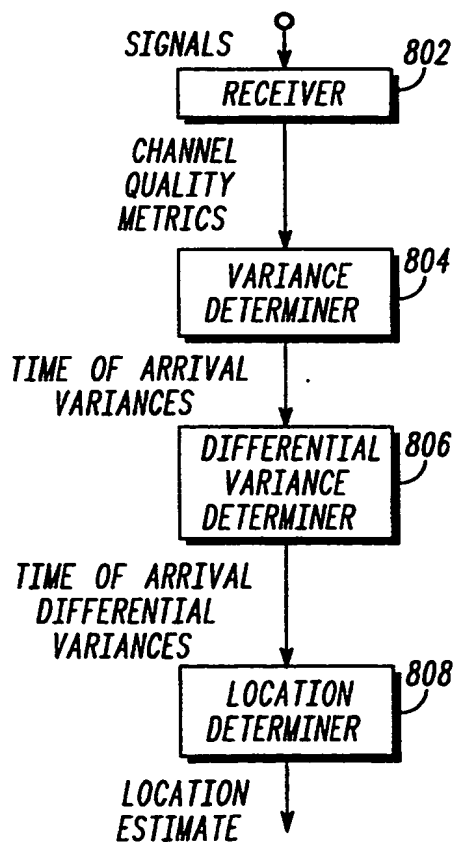 SIGNALS
802
RECEIVER
CHANNEL
QUALITY
METRICS
804
VARIANCE
DETERMINER
TIME OF ARRIVAL
VARIANCES
806
DIFFERENTIAL
VARIANCE
DETERMINER
TIME OF ARRIVAL
DIFFERENTIAL
VARIANCES
808
LOCATION
DETERMINER
LOCATION
ESTIMATE